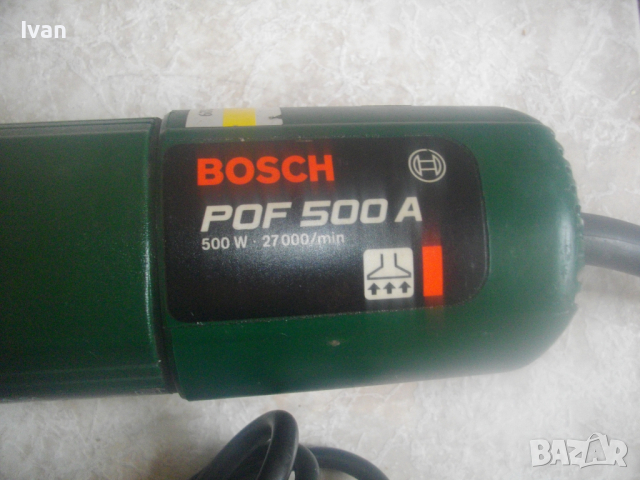 Ivan
BOSCH
POF 500 A
500 W · 27000/min
BAZAR